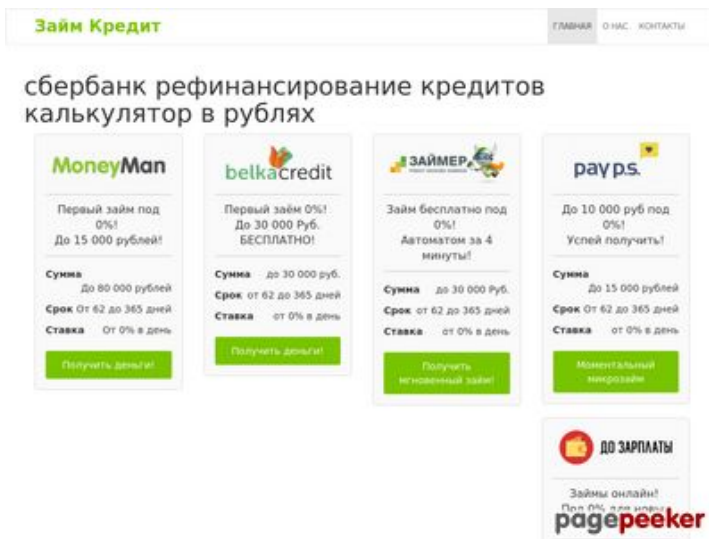 Займ Кредит
ГЛАВНАЯ О НАС КОНТАКТЫ
сбербанк рефинансирование кредитов
калькулятор в рублях
MoneyMan
Первый займ под
0%!
До 15 000 рублей!
Сумма
До 80 000 рублей
Срок От 62 до 365 дней
Ставка От 0% в день
Получить деньги!
belkacredit
Первый заём 0%!
До 30 000 Руб.
БЕСПЛАТНО!
Сумма до 30 000 руб.
Срок от 62 до 365 дней
Ставка от 0% в день
Получить деньги!
ЗАЙМЕР
Займ бесплатно под
0%!
Автоматом за 4
минуты!
Сумма до 30 000 Руб.
Срок от 62 до 365 дней
Ставка от 0% в день
Получить
мгновенный займ!
pay p.s.
До 10 000 руб под
0%!
Успей получить!
Сумма
До 15 000 рублей
Срок От 62 до 365 дней
Ставка от 0% в день
Моментальный
микрозайм
ДО ЗАРПЛАТЫ
Займы онлайн!
Под 0% для новых
pagepeeker